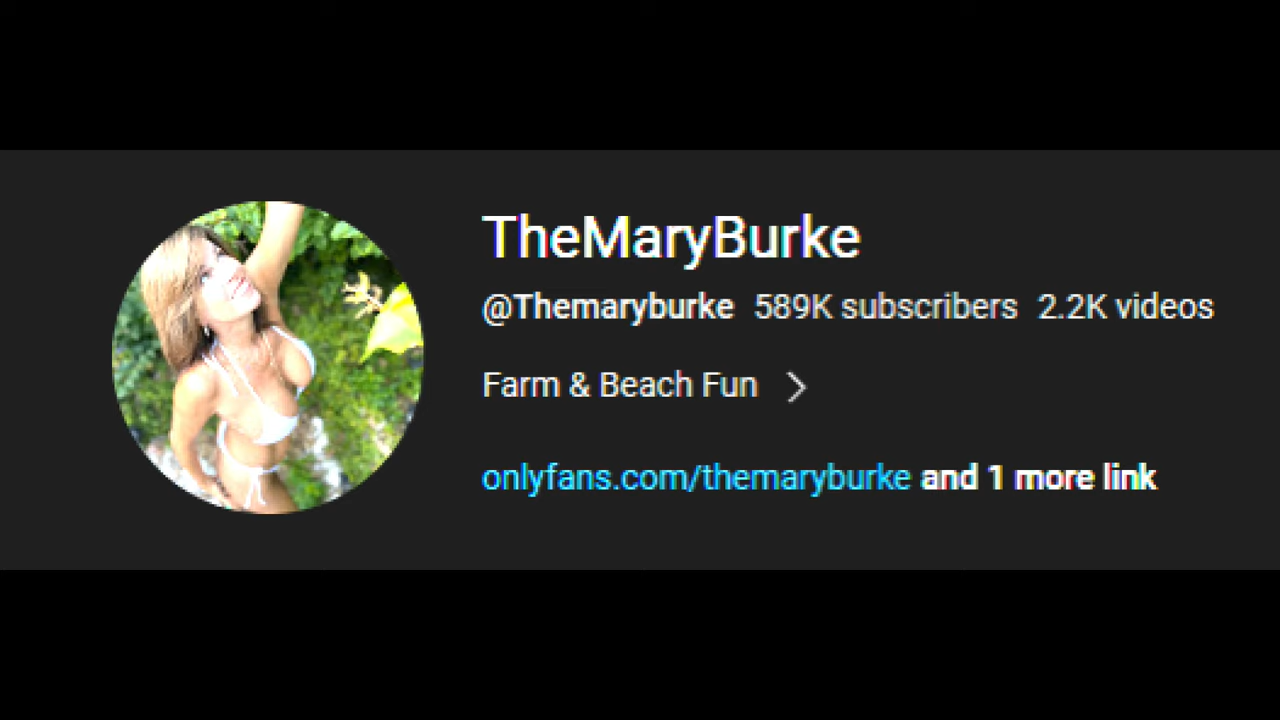 TheMaryBurke
@Themaryburke 589K subscribers 2.2K videos
Farm & Beach Fun
onlyfans.com/themaryburke and 1 more link